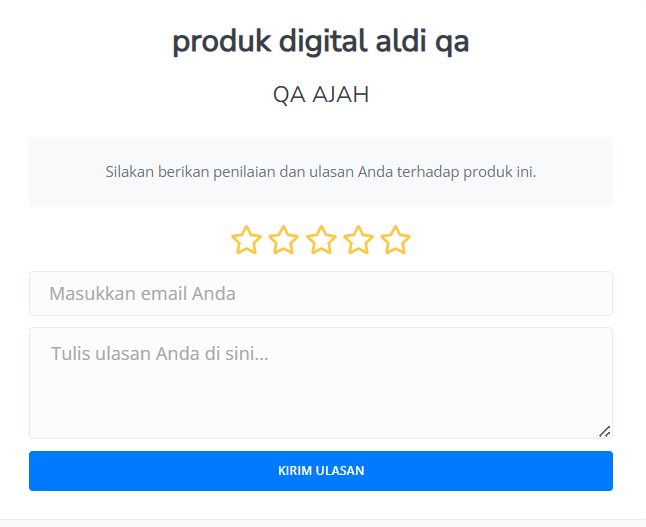 produk digital aldi qa
QA AJAH
Silakan berikan penilaian dan ulasan Anda terhadap produk ini.
Masukkan email Anda
Tulis ulasan Anda di sini...
KIRIM ULASAN